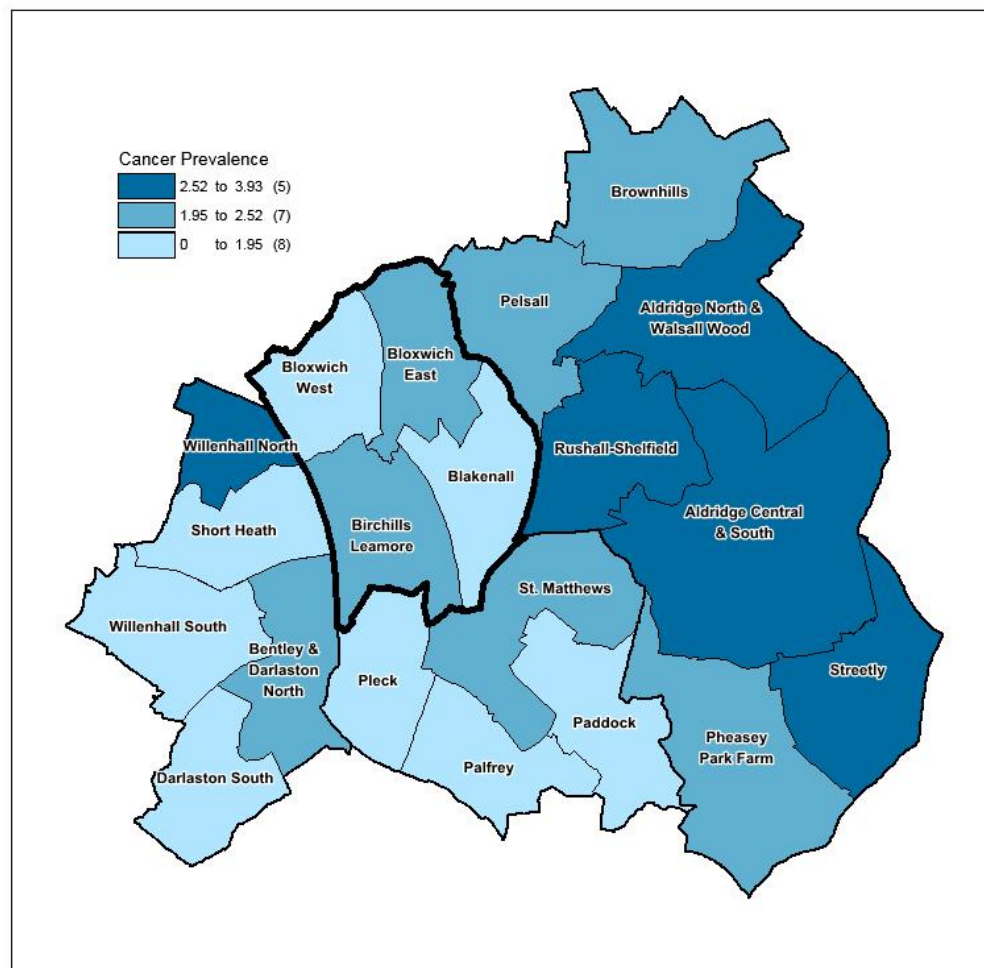 Cancer Prevalence
2.52 to 3.93 (5)
1.95 to 2.52 (7)
0 to 1.95 (8)
Brownhills
Pelsall
Aldridge North &
Walsall Wood
Bloxwich
West
Bloxwich
East
Willenhall North
Rushall-Shelfield
Blakenall
Short Heath
Birchills
Leamore
Aldridge Central
& South
St. Matthews
Willenhall South
Bentley &
Darlaston
North
Pleck
Streetly
Paddock
Pheasey
Park Farm
Palfrey
Darlaston South